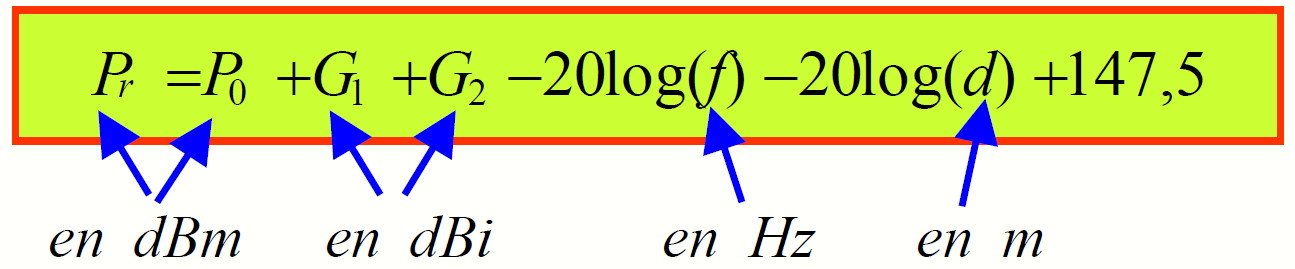 Pr =P0 +G1 +G2 −20log(f) −20log(d) +147,5
en dBm en dBi en Hz en m